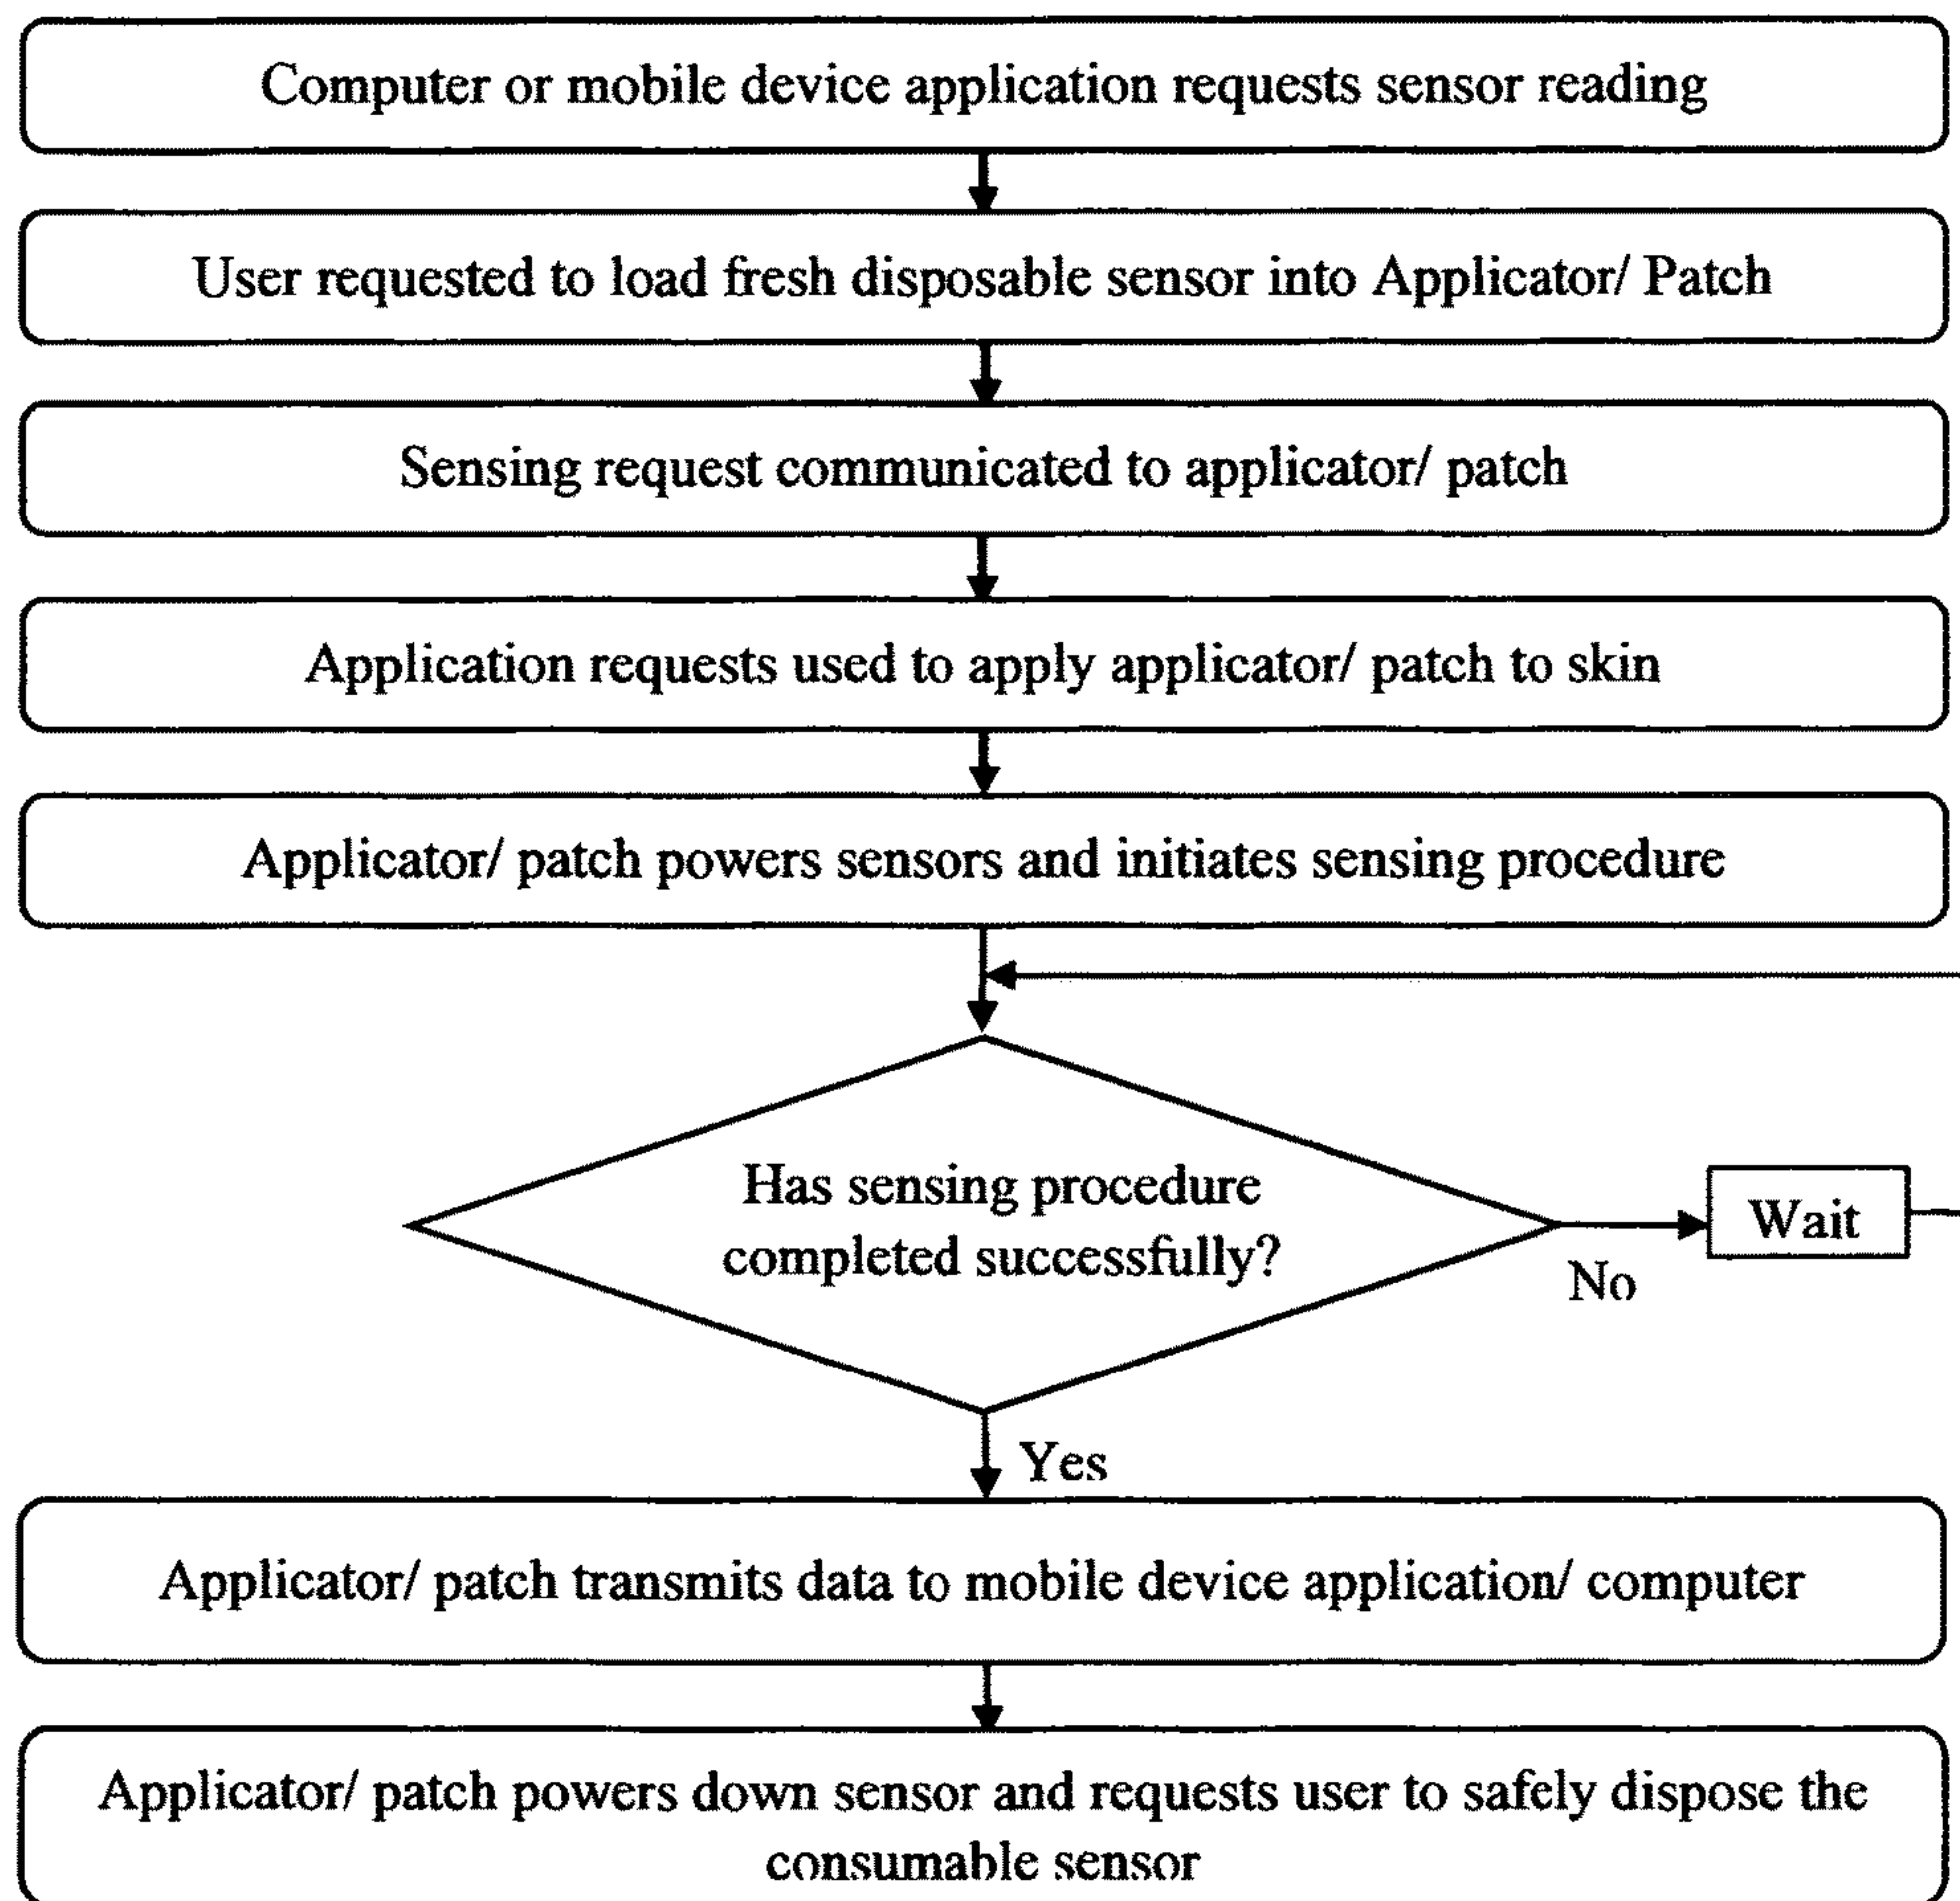 Computer or mobile device application requests sensor reading
User requested to load fresh disposable sensor into Applicator/ Patch
Sensing request communicated to applicator/ patch
Application requests used to apply applicator/ patch to skin
Applicator/ patch powers sensors and initiates sensing procedure
Has sensing procedure
completed successfully?
Wait
No
Yes
Applicator/ patch transmits data to mobile device application/ computer
Applicator/ patch powers down sensor and requests user to safely dispose the
consumable sensor